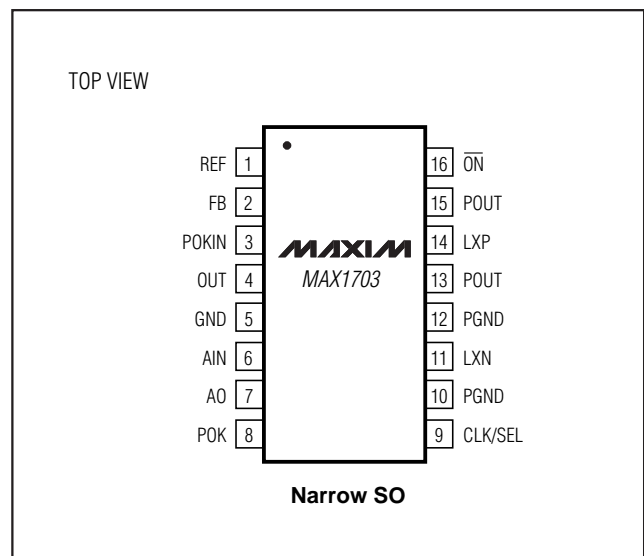 TOP VIEW
REF 1
FB 2
POKIN 3
OUT 4
GND 5
AIN 6
AO 7
POK 8
MAXIM
MAX1703
16 O̅N̅
15 POUT
14 LXP
13 POUT
12 PGND
11 LXN
10 PGND
9 CLK/SEL
Narrow SO